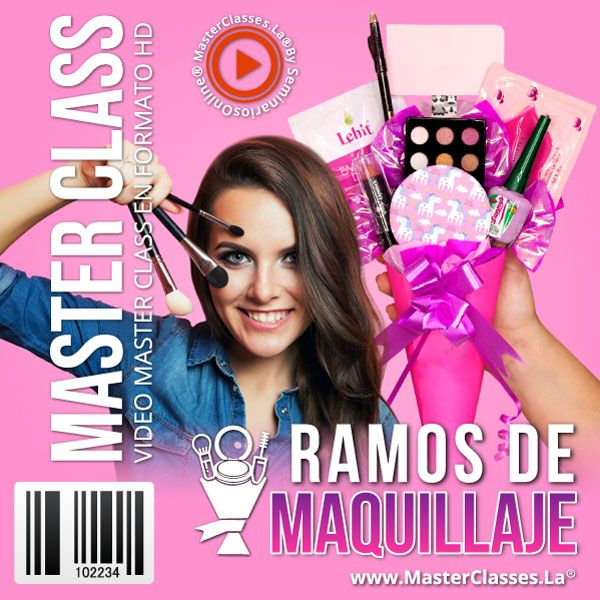 MASTER CLASS
VIDEO MASTER CLASS EN FORMATO HD
MasterClasses.La®By SeminariosOnline®
Lehit
RAMOS DE
MAQUILLAJE
102234
www.MasterClasses.La®